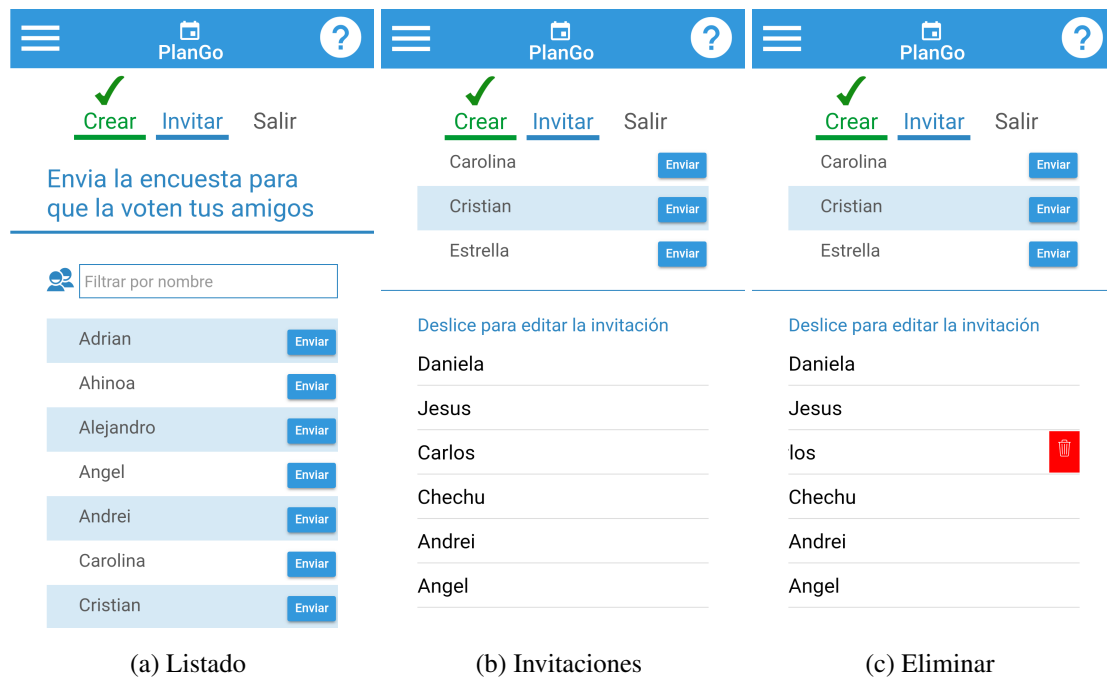 PlanGo
?
Crear
Invitar
Salir
Envia la encuesta para
que la voten tus amigos
Filtrar por nombre
Adrian
Enviar
Ahinoa
Enviar
Alejandro
Enviar
Angel
Enviar
Andrei
Enviar
Carolina
Enviar
Cristian
Enviar
(a) Listado
PlanGo
?
Crear
Invitar
Salir
Carolina
Enviar
Cristian
Enviar
Estrella
Enviar
Deslice para editar la invitación
Daniela
Jesus
Carlos
Chechu
Andrei
Angel
(b) Invitaciones
PlanGo
?
Crear
Invitar
Salir
Carolina
Enviar
Cristian
Enviar
Estrella
Enviar
Deslice para editar la invitación
Daniela
Jesus
los
Chechu
Andrei
Angel
(c) Eliminar